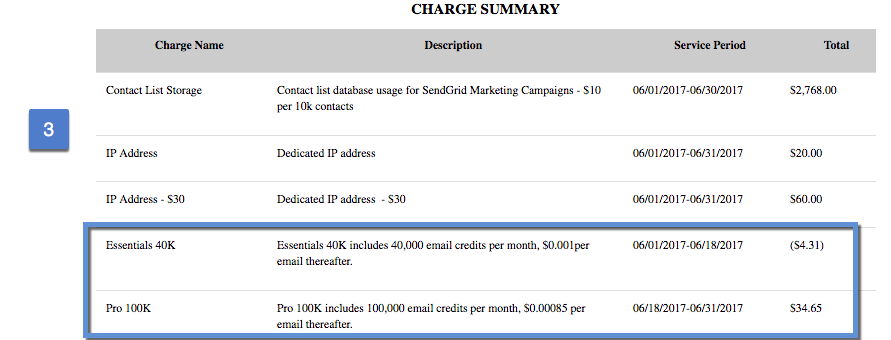 CHARGE SUMMARY
Charge Name Description Service Period Total
Contact List Storage Contact list database usage for SendGrid Marketing Campaigns - $10 06/01/2017-06/30/2017 $2,768.00
per 10k contacts
3
IP Address Dedicated IP address 06/01/2017-06/31/2017 $20.00
IP Address - $30 Dedicated IP address - $30 06/01/2017-06/31/2017 $60.00
Essentials 40K Essentials 40K includes 40,000 email credits per month, $0.001per 06/01/2017-06/18/2017 ($4.31)
email thereafter.
Pro 100K Pro 100K includes 100,000 email credits per month, $0.00085 per 06/18/2017-06/31/2017 $34.65
email thereafter.